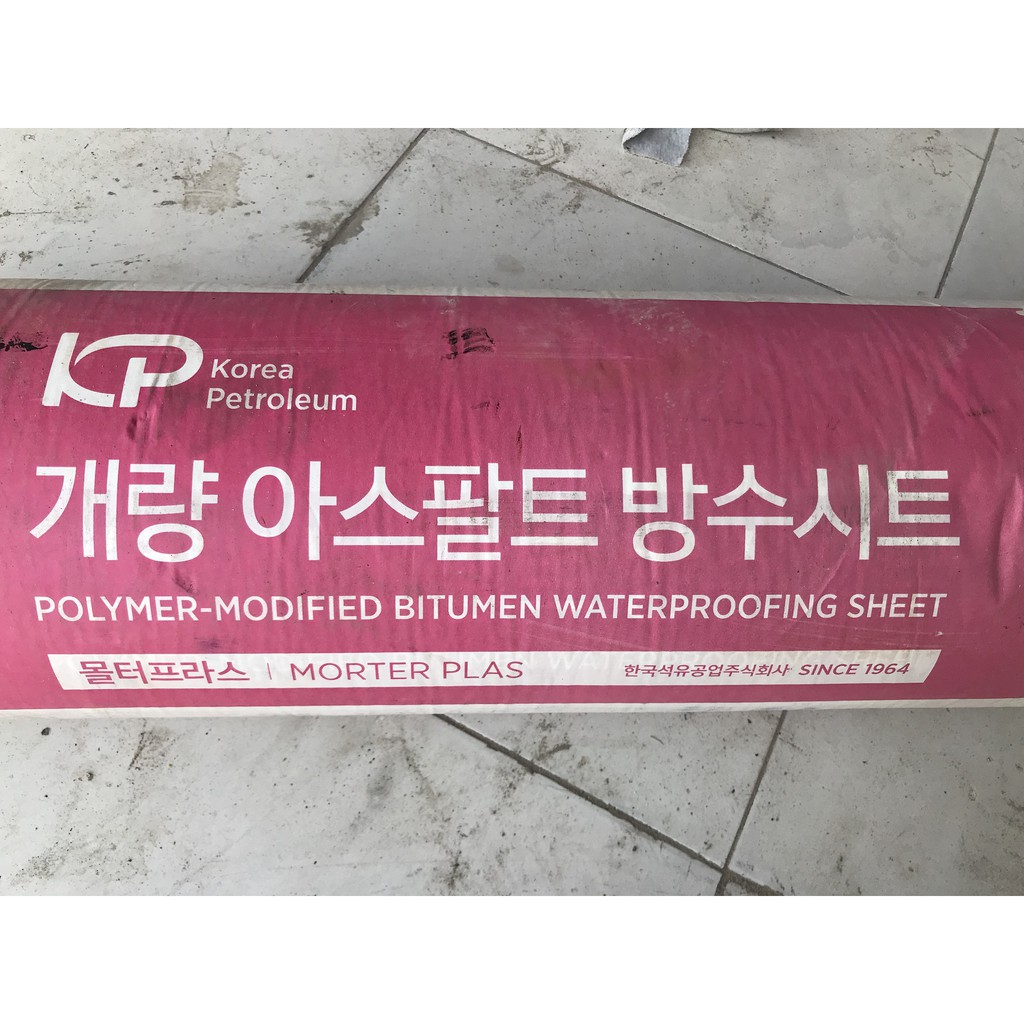 KP Korea
Petroleum
개량 아스팔트 방수시트
POLYMER-MODIFIED BITUMEN WATERPROOFING SHEET
몰터프라스 | MORTER PLAS 한국석유공업주식회사 SINCE 1964